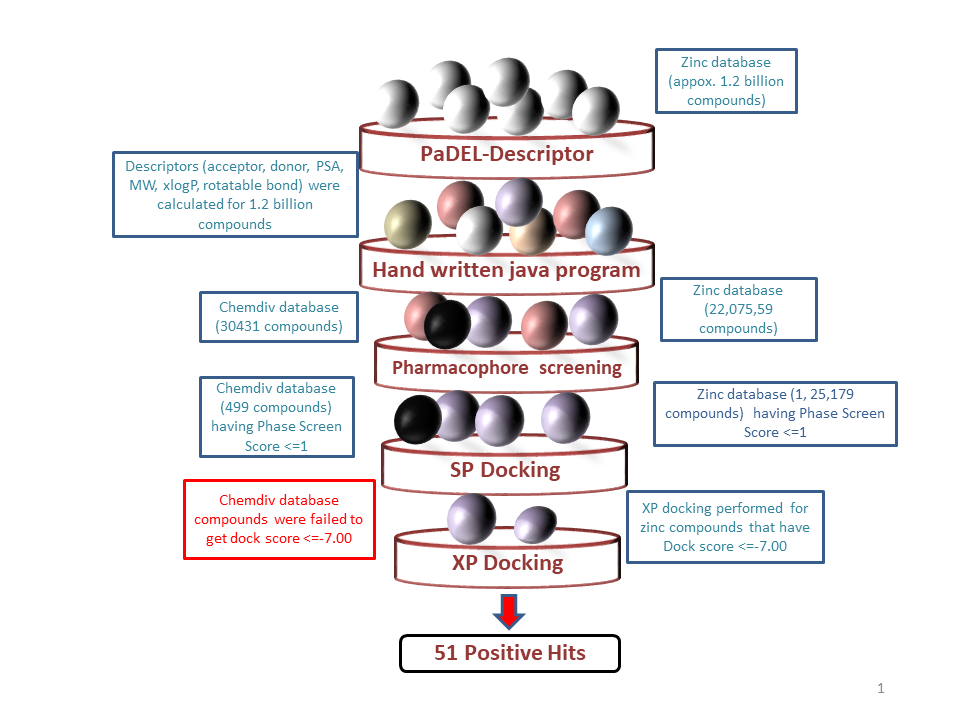 Zinc database
(appox. 1.2 billion
compounds)
PaDEL-Descriptor
Descriptors (acceptor, donor, PSA,
MW, xlogP, rotatable bond) were
calculated for 1.2 billion
compounds
Hand written java program
Chemdiv database
(30431 compounds)
Zinc database
(22,075,59
compounds)
Pharmacophore screening
Chemdiv database
(499 compounds)
having Phase Screen
Score <=1
Zinc database (1, 25,179
compounds) having Phase Screen
Score <=1
SP Docking
Chemdiv database
compounds were failed to
get dock score <=-7.00
XP docking performed for
zinc compounds that have
Dock score <=-7.00
XP Docking
51 Positive Hits
1